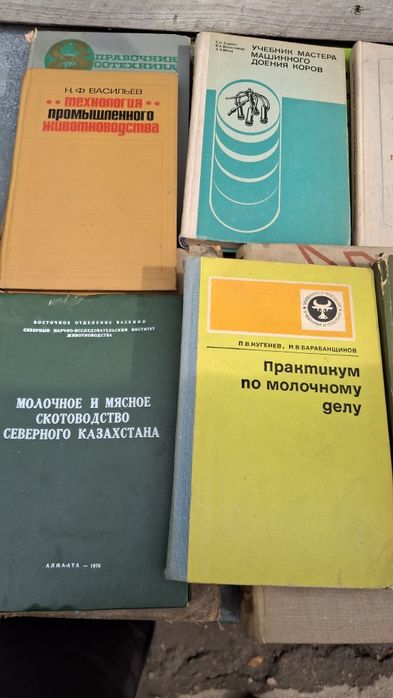 СПРАВОЧНИК
ЗООТЕХНИКА
Н. Ф. ВАСИЛЬЕВ
ТЕХНОЛОГИЯ
ПРОМЫШЛЕННОГО
ЖИВОТНОВОДСТВА
УЧЕБНИК МАСТЕРА
МАШИННОГО
ДОЕНИЯ КОРОВ
ВОСТОЧНОЕ ОТДЕЛЕНИЕ ВАСХНИЛ
СЕВЕРНЫЙ НАУЧНО-ИССЛЕДОВАТЕЛЬСКИЙ ИНСТИТУТ
ЖИВОТНОВОДСТВА
МОЛОЧНОЕ И МЯСНОЕ
СКОТОВОДСТВО
СЕВЕРНОГО КАЗАХСТАНА
АЛМА-АТА —
П. В. КУГЕНЕВ, Н. В. БАРАБАНЩИКОВ
Практикум
по молочному
делу